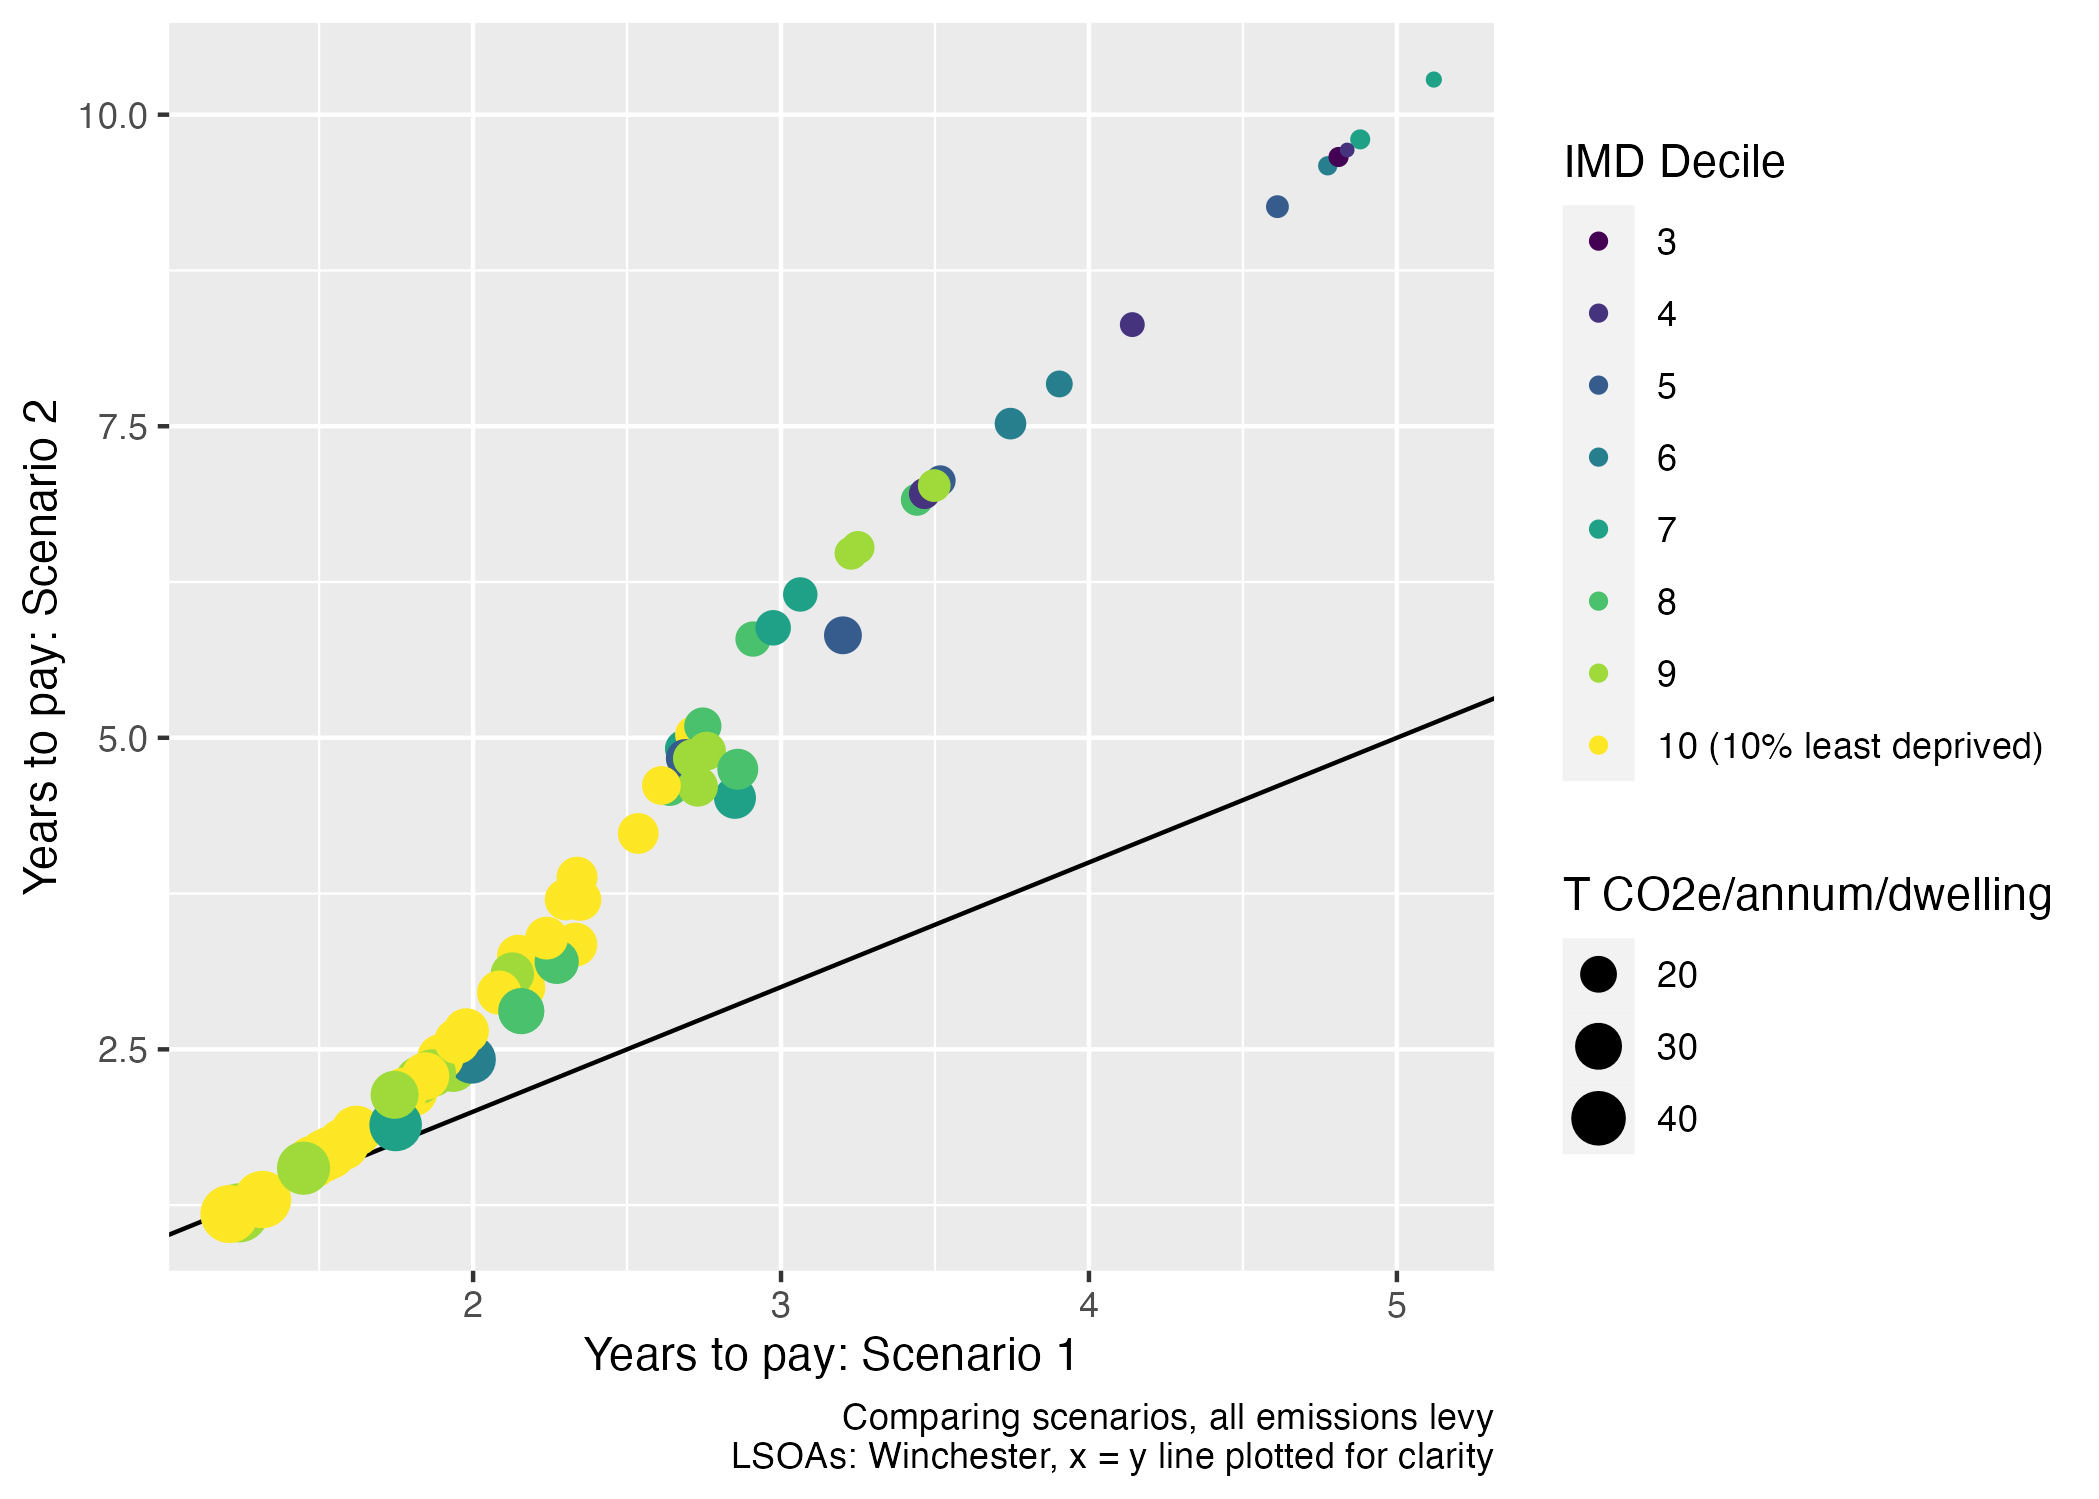 10.0
7.5
5.0
2.5
Years to pay: Scenario 2
2
3
4
5
Years to pay: Scenario 1
Comparing scenarios, all emissions levy
LSOAs: Winchester, x = y line plotted for clarity
IMD Decile
3
4
5
6
7
8
9
10 (10% least deprived)
T CO2e/annum/dwelling
20
30
40